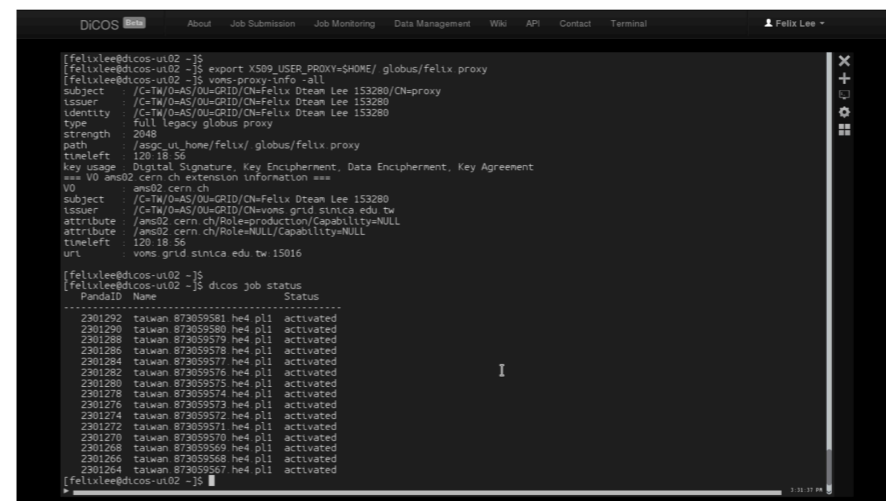 DiCOS Beta About Job Submission Job Monitoring Data Management Wiki API Contact Terminal Felix Lee
[felixlee@dicos-ui02 ~]$
[felixlee@dicos-ui02 ~]$ export X509_USER_PROXY=$HOME/.globus/felix.proxy
[felixlee@dicos-ui02 ~]$ voms-proxy-info -all
subject : /C=TW/O=AS/OU=GRID/CN=Felix Dteam Lee 153280/CN=proxy
issuer : /C=TW/O=AS/OU=GRID/CN=Felix Dteam Lee 153280
identity : /C=TW/O=AS/OU=GRID/CN=Felix Dteam Lee 153280
type : full legacy globus proxy
strength : 2048
path : /asgc_ui_home/felix/.globus/felix.proxy
timeleft : 120:18:56
key usage : Digital Signature, Key Encipherment, Data Encipherment, Key Agreement
=== VO ams02.cern.ch extension information ===
VO : ams02.cern.ch
subject : /C=TW/O=AS/OU=GRID/CN=Felix Dteam Lee 153280
issuer : /C=TW/O=AS/OU=GRID/CN=voms.grid.sinica.edu.tw
attribute : /ams02.cern.ch/Role=production/Capability=NULL
attribute : /ams02.cern.ch/Role=NULL/Capability=NULL
timeleft : 120:18:56
uri : voms.grid.sinica.edu.tw:15016
[felixlee@dicos-ui02 ~]$
[felixlee@dicos-ui02 ~]$ dicos job status
PandaID Name Status
--------------------------------------------------
2301292 taiwan.873059581.he4.pl1 activated
2301290 taiwan.873059580.he4.pl1 activated
2301288 taiwan.873059579.he4.pl1 activated
2301286 taiwan.873059578.he4.pl1 activated
2301284 taiwan.873059577.he4.pl1 activated
2301282 taiwan.873059576.he4.pl1 activated
2301280 taiwan.873059575.he4.pl1 activated
2301278 taiwan.873059574.he4.pl1 activated
2301276 taiwan.873059573.he4.pl1 activated
2301274 taiwan.873059572.he4.pl1 activated
2301272 taiwan.873059571.he4.pl1 activated
2301270 taiwan.873059570.he4.pl1 activated
2301268 taiwan.873059569.he4.pl1 activated
2301266 taiwan.873059568.he4.pl1 activated
2301264 taiwan.873059567.he4.pl1 activated
[felixlee@dicos-ui02 ~]$
3:31:37 PM